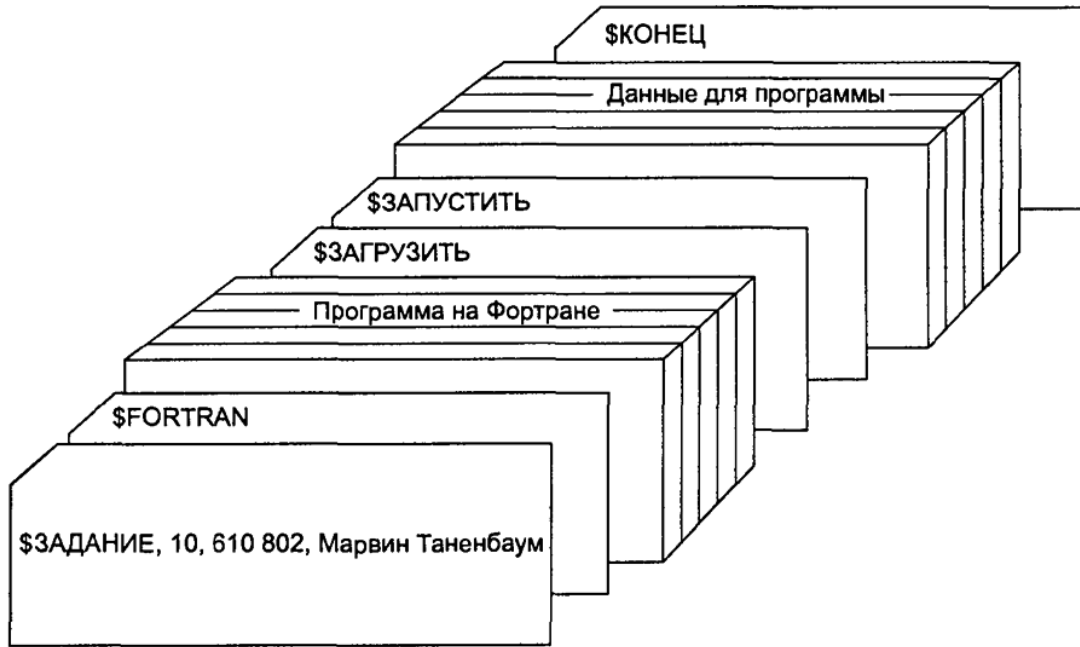 $КОНЕЦ
Данные для программы
$ЗАПУСТИТЬ
$ЗАГРУЗИТЬ
Программа на Фортране
$FORTRAN
$ЗАДАНИЕ, 10, 610 802, Марвин Таненбаум